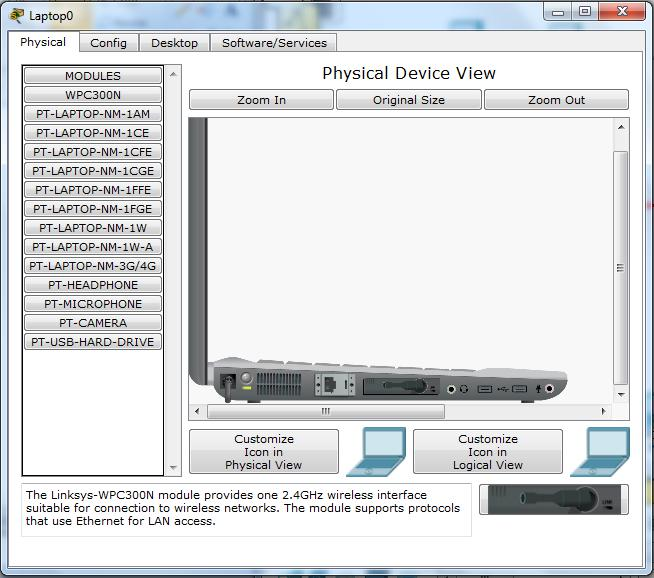 Laptop0
Physical
Config
Desktop
Software/Services
MODULES
WPC300N
PT-LAPTOP-NM-1AM
PT-LAPTOP-NM-1CE
PT-LAPTOP-NM-1CFE
PT-LAPTOP-NM-1CGE
PT-LAPTOP-NM-1FFE
PT-LAPTOP-NM-1FGE
PT-LAPTOP-NM-1W
PT-LAPTOP-NM-1W-A
PT-LAPTOP-NM-3G/4G
PT-HEADPHONE
PT-MICROPHONE
PT-CAMERA
PT-USB-HARD-DRIVE
Physical Device View
Zoom In
Original Size
Zoom Out
Customize
Icon in
Physical View
Customize
Icon in
Logical View
The Linksys-WPC300N module provides one 2.4GHz wireless interface
suitable for connection to wireless networks. The module supports protocols
that use Ethernet for LAN access.
LINK